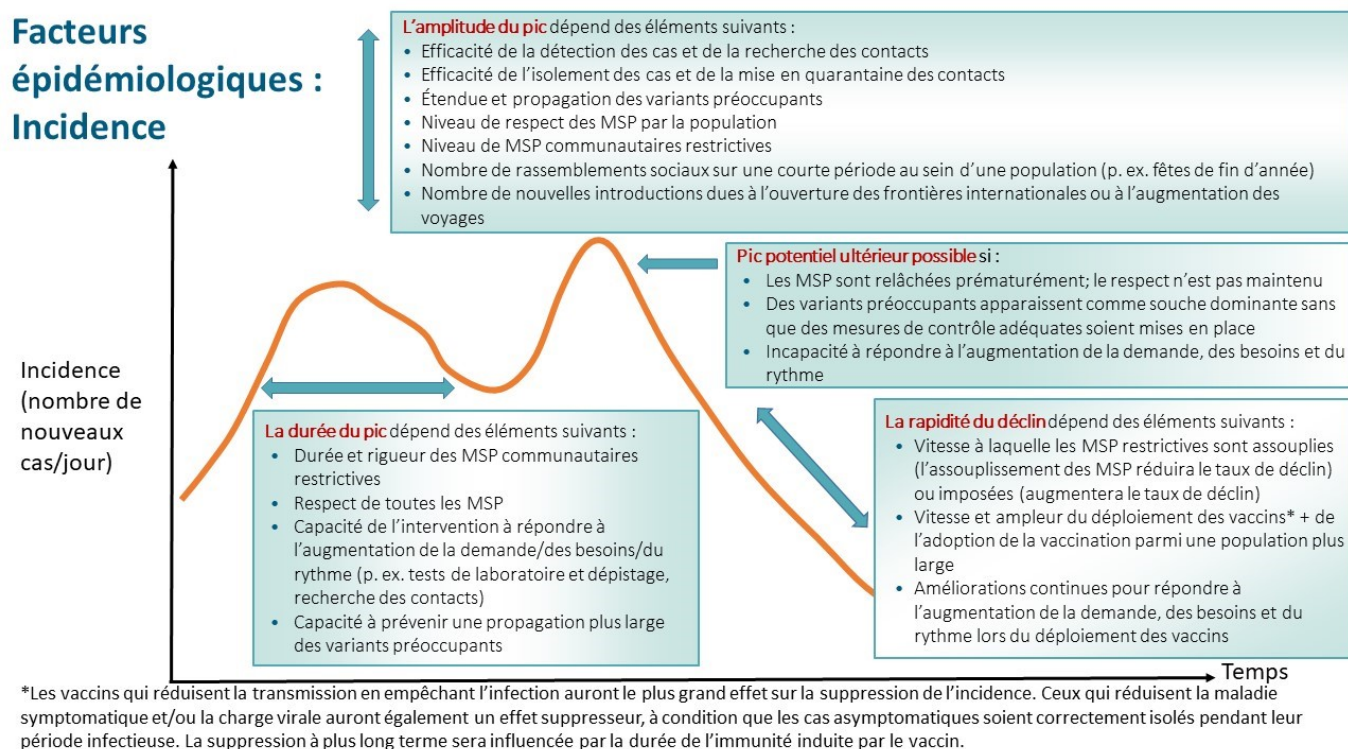 Facteurs
épidémiologiques :
Incidence
L'amplitude du pic dépend des éléments suivants :
• Efficacité de la détection des cas et de la recherche des contacts
• Efficacité de l'isolement des cas et de la mise en quarantaine des contacts
• Étendue et propagation des variants préoccupants
• Niveau de respect des MSP par la population
• Niveau de MSP communautaires restrictives
• Nombre de rassemblements sociaux sur une courte période au sein d'une population (p. ex. fêtes de fin d'année)
• Nombre de nouvelles introductions dues à l'ouverture des frontières internationales ou à l'augmentation des
voyages
Pic potentiel ultérieur possible si :
• Les MSP sont relâchées prématurément; le respect n'est pas maintenu
• Des variants préoccupants apparaissent comme souche dominante sans
que des mesures de contrôle adéquates soient mises en place
• Incapacité à répondre à l'augmentation de la demande, des besoins et du
rythme
Incidence
(nombre de
nouveaux
cas/jour)
La durée du pic dépend des éléments suivants :
• Durée et rigueur des MSP communautaires
restrictives
• Respect de toutes les MSP
• Capacité de l'intervention à répondre à
l'augmentation de la demande/des besoins/du
rythme (p. ex. tests de laboratoire et dépistage,
recherche des contacts)
• Capacité à prévenir une propagation plus large
des variants préoccupants
La rapidité du déclin dépend des éléments suivants :
• Vitesse à laquelle les MSP restrictives sont assouplies
(l'assouplissement des MSP réduira le taux de déclin)
ou imposées (augmentera le taux de déclin)
• Vitesse et ampleur du déploiement des vaccins* + de
l'adoption de la vaccination parmi une population plus
large
• Améliorations continues pour répondre à
l'augmentation de la demande, des besoins et du
rythme lors du déploiement des vaccins
Temps
*Les vaccins qui réduisent la transmission en empêchant l'infection auront le plus grand effet sur la suppression de l'incidence. Ceux qui réduisent la maladie
symptomatique et/ou la charge virale auront également un effet suppresseur, à condition que les cas asymptomatiques soient correctement isolés pendant leur
période infectieuse. La suppression à plus long terme sera influencée par la durée de l'immunité induite par le vaccin.